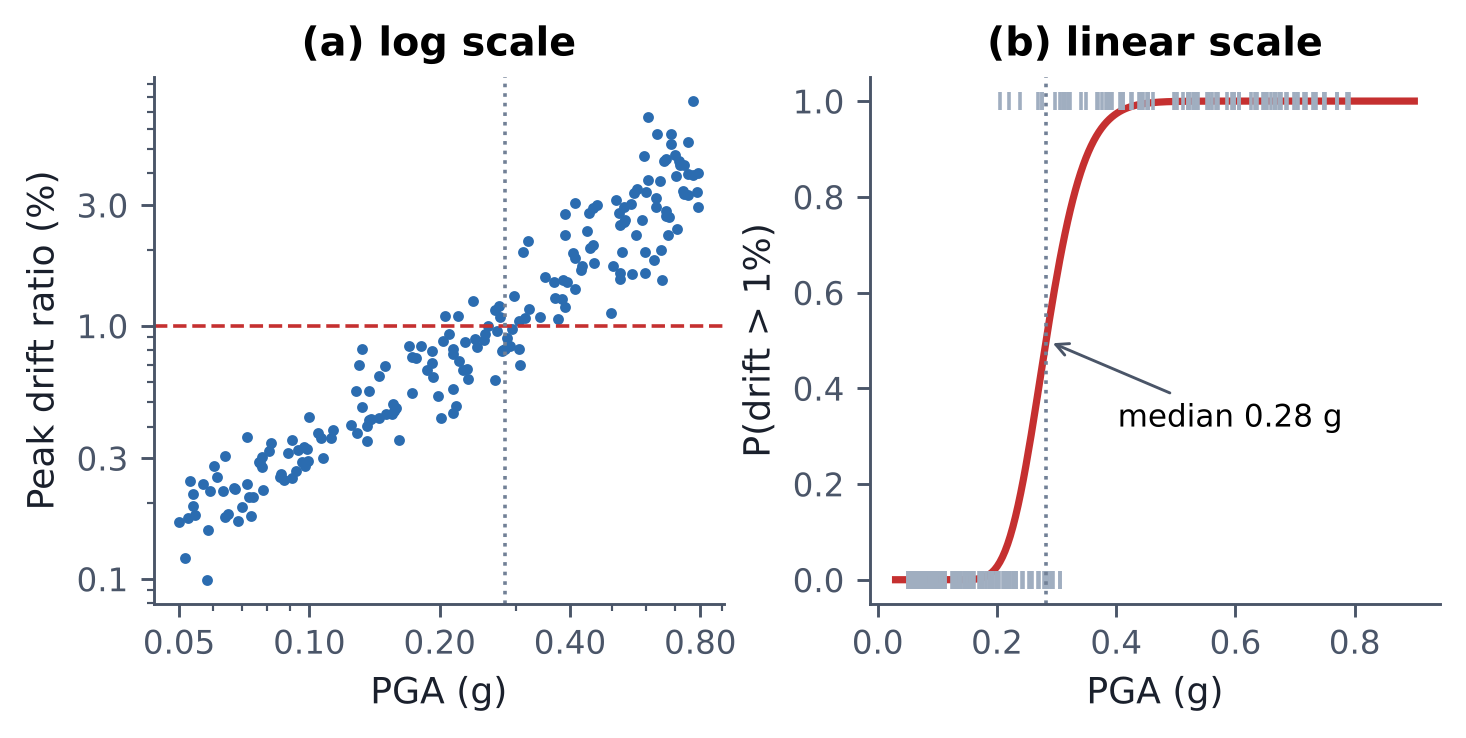 (a) log scale
Peak drift ratio (%)
3.0
1.0
0.3
0.1
0.05
0.10
0.20
0.40
0.80
PGA (g)
(b) linear scale
P(drift > 1%)
1.0
0.8
0.6
0.4
0.2
0.0
median 0.28 g
0.0
0.2
0.4
0.6
0.8
PGA (g)